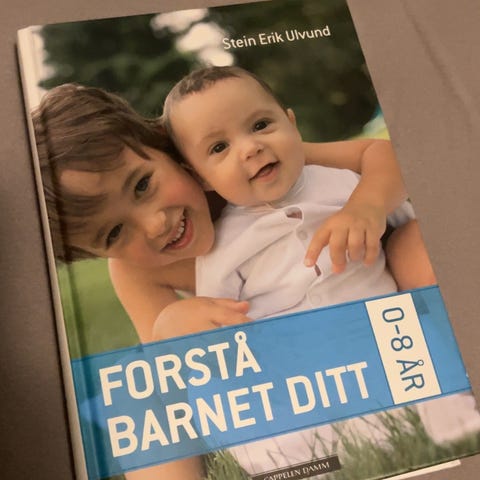 Stein Erik Ulvund
FORSTÅ
BARNET DITT
0-8 ÅR
CAPPELEN DAMM